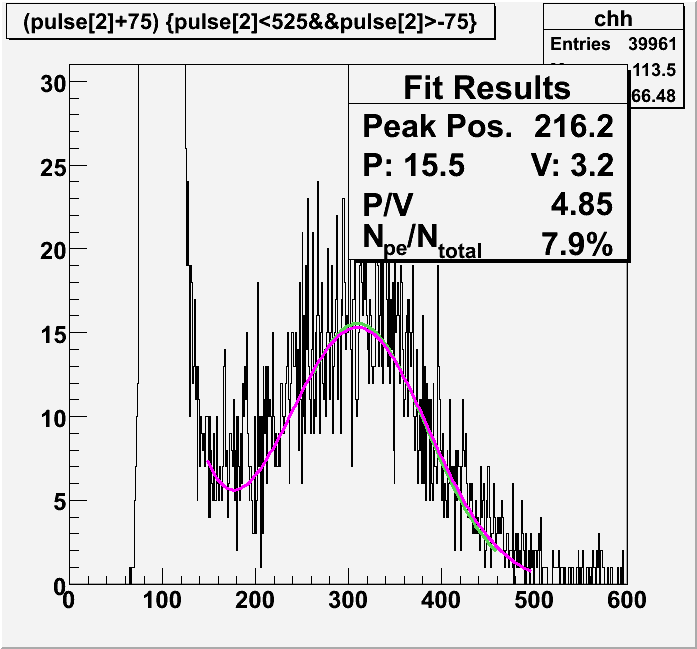 (pulse[2]+75) {pulse[2]<525&&pulse[2]>-75}
chh
Entries 39961
113.5
66.48
Fit Results
Peak Pos. 216.2
P: 15.5 V: 3.2
P/V 4.85
Npe/Ntotal 7.9%
30
25
20
15
10
5
0
0 100 200 300 400 500 600